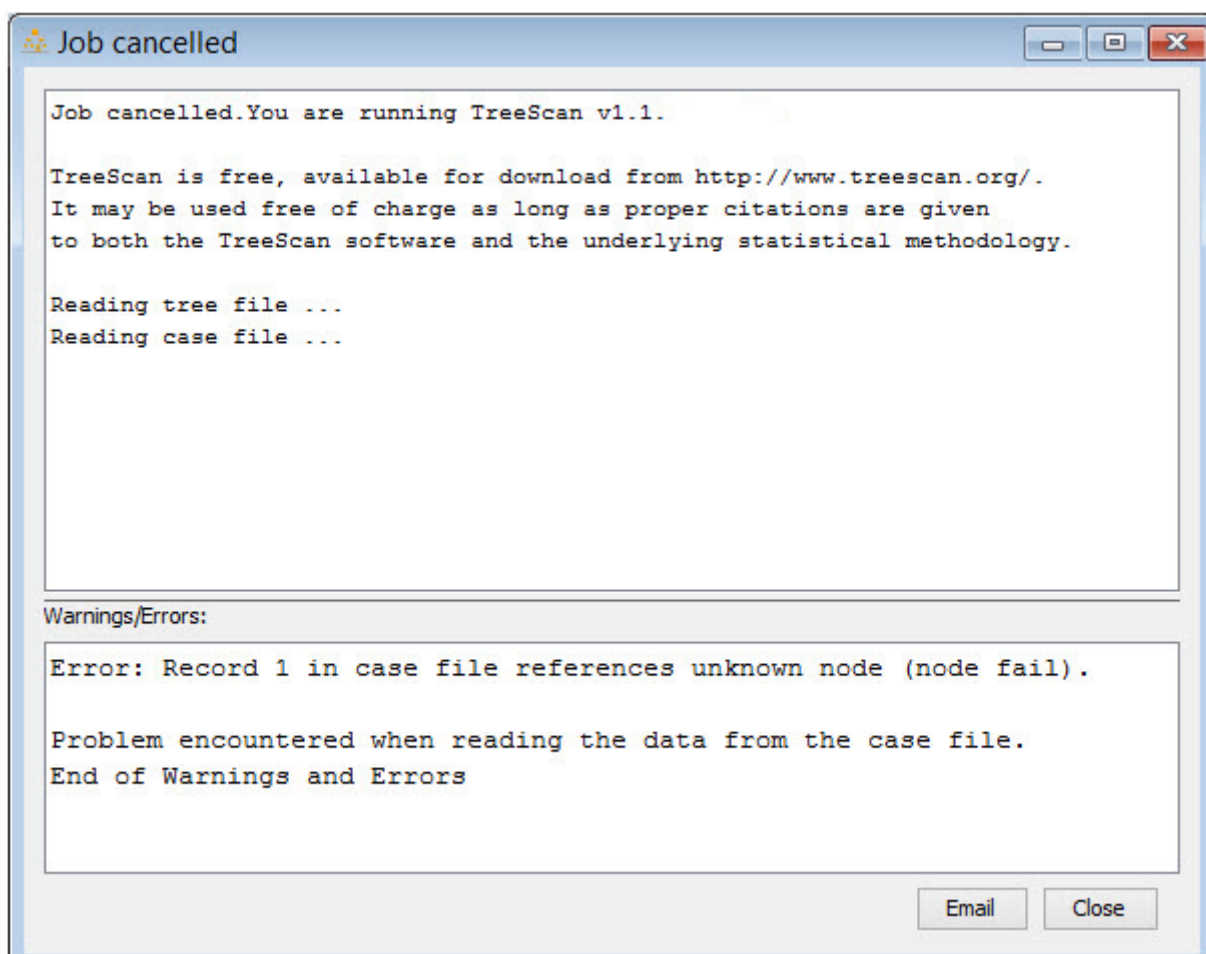 Job cancelled
Job cancelled.You are running TreeScan v1.1.
TreeScan is free, available for download from http://www.treescan.org/.
It may be used free of charge as long as proper citations are given
to both the TreeScan software and the underlying statistical methodology.
Reading tree file ...
Reading case file ...
Warnings/Errors:
Error: Record 1 in case file references unknown node (node fail).
Problem encountered when reading the data from the case file.
End of Warnings and Errors
Email Close